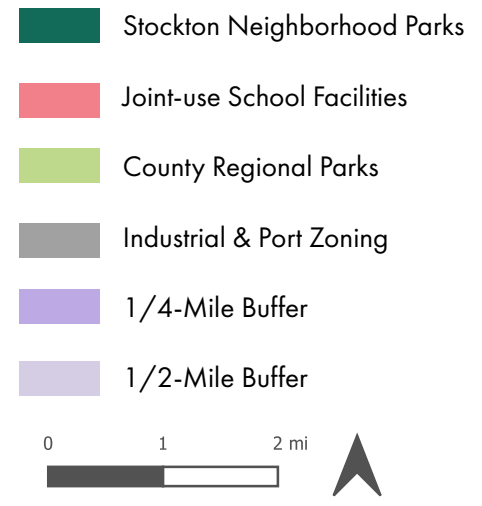 Stockton Neighborhood Parks
Joint-use School Facilities
County Regional Parks
Industrial & Port Zoning
1/4-Mile Buffer
1/2-Mile Buffer
0 1 2 mi